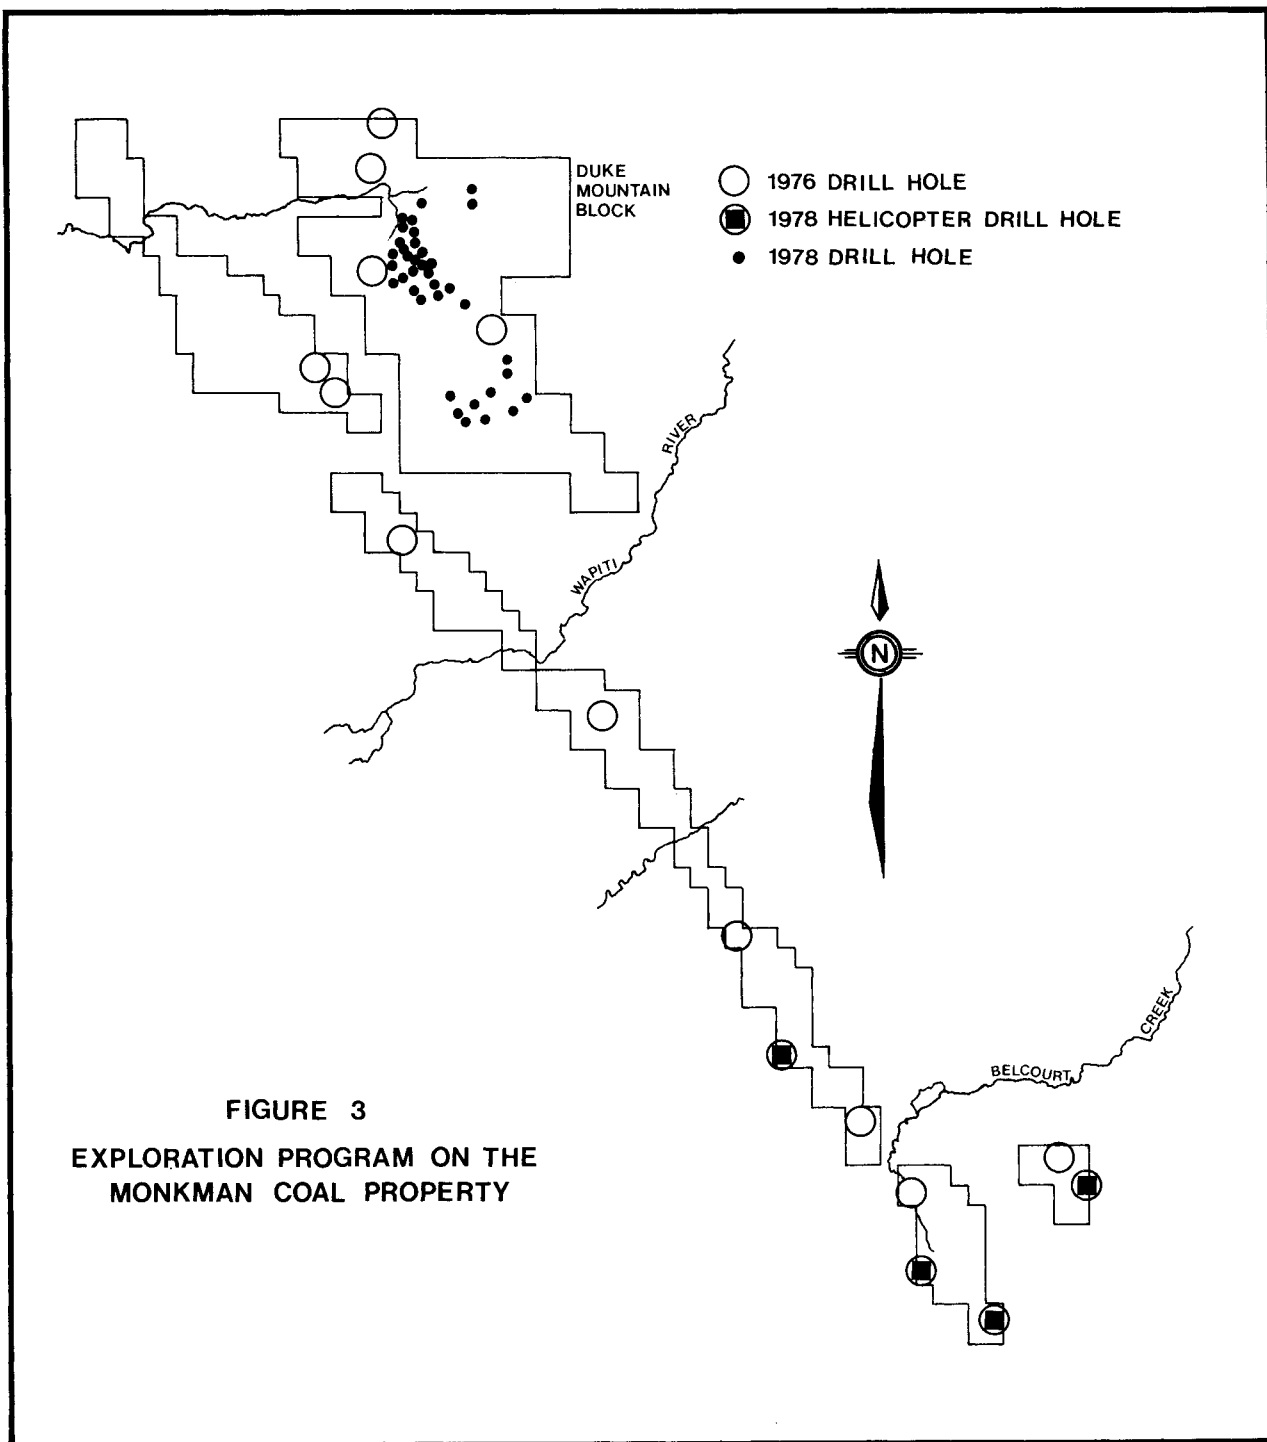 DUKE
MOUNTAIN
BLOCK
1976 DRILL HOLE
1978 HELICOPTER DRILL HOLE
1978 DRILL HOLE
WAPITI RIVER
N
BELCOURT CREEK
FIGURE 3
EXPLORATION PROGRAM ON THE
MONKMAN COAL PROPERTY